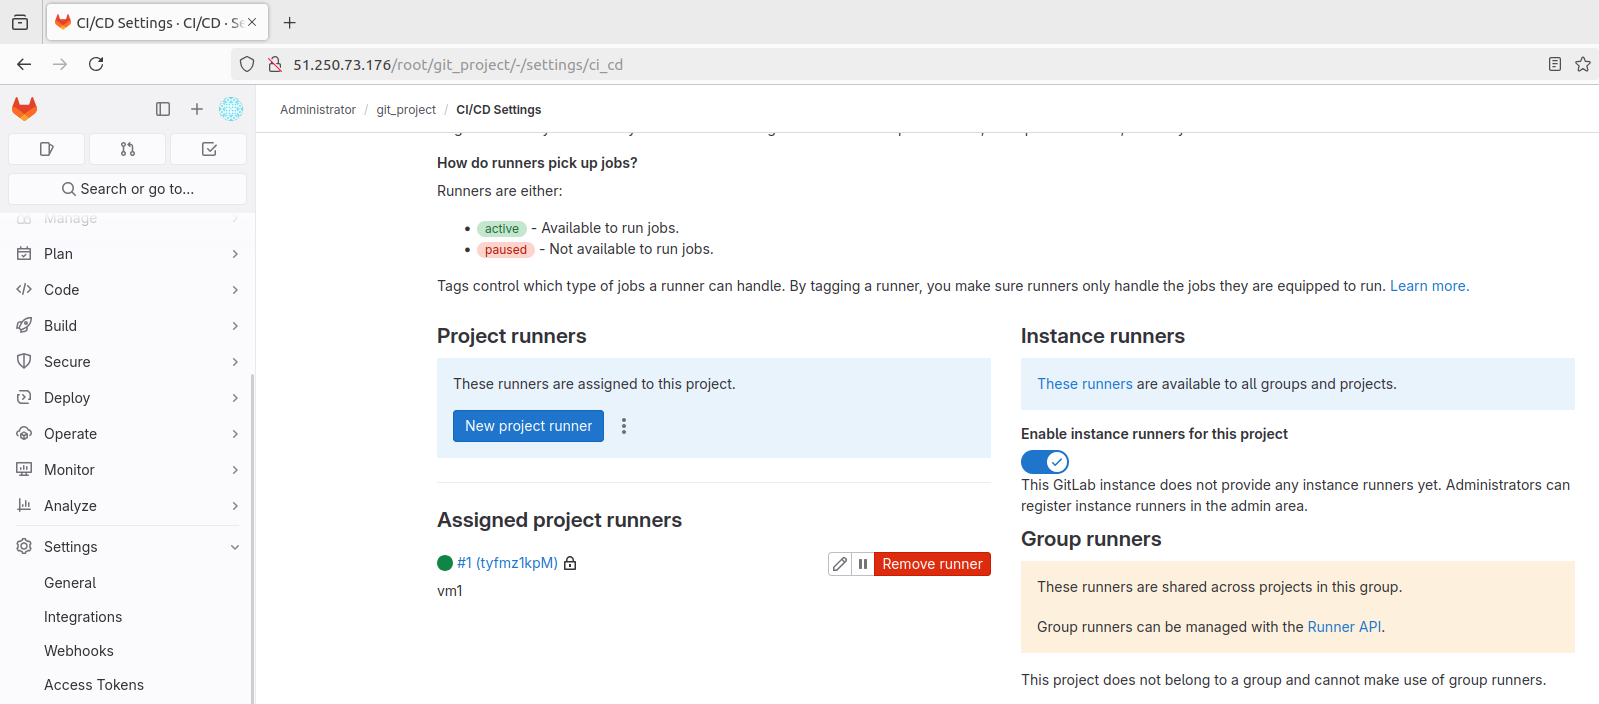 CI/CD Settings · CI/CD · Se
51.250.73.176/root/git_project/-/settings/ci_cd
Administrator / git_project / CI/CD Settings
Search or go to...
Manage
Plan
Code
Build
Secure
Deploy
Operate
Monitor
Analyze
Settings
General
Integrations
Webhooks
Access Tokens
How do runners pick up jobs?
Runners are either:
active - Available to run jobs.
paused - Not available to run jobs.
Tags control which type of jobs a runner can handle. By tagging a runner, you make sure runners only handle the jobs they are equipped to run. Learn more.
Project runners
These runners are assigned to this project.
New project runner
Assigned project runners
#1 (tyfmz1kpM)
Remove runner
vm1
Instance runners
These runners are available to all groups and projects.
Enable instance runners for this project
This GitLab instance does not provide any instance runners yet. Administrators can
register instance runners in the admin area.
Group runners
These runners are shared across projects in this group.
Group runners can be managed with the Runner API.
This project does not belong to a group and cannot make use of group runners.